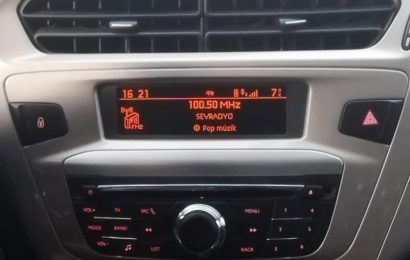 16 21 7°
100.50 MHz
SEVRADYO
Pop müzik
VOL+ TA SRC MENU
MODE BAND
VOL- LIST BACK